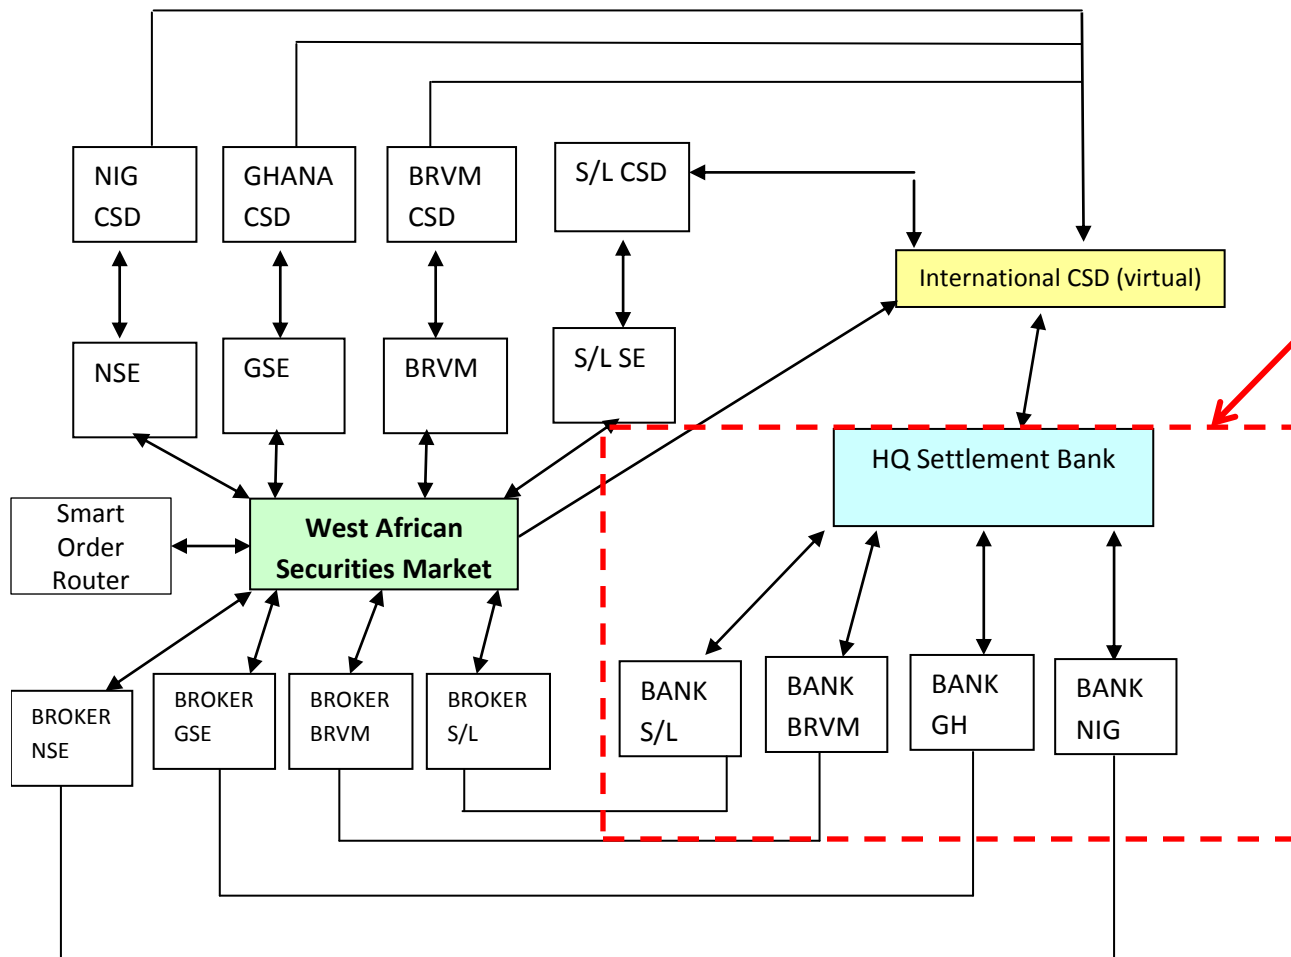 NIG
CSD
GHANA
CSD
BRVM
CSD
S/L CSD
International CSD (virtual)
NSE
GSE
BRVM
S/L SE
HQ Settlement Bank
Smart
Order
Router
West African
Securities Market
BROKER
NSE
BROKER
GSE
BROKER
BRVM
BROKER
S/L
BANK
S/L
BANK
BRVM
BANK
GH
BANK
NIG